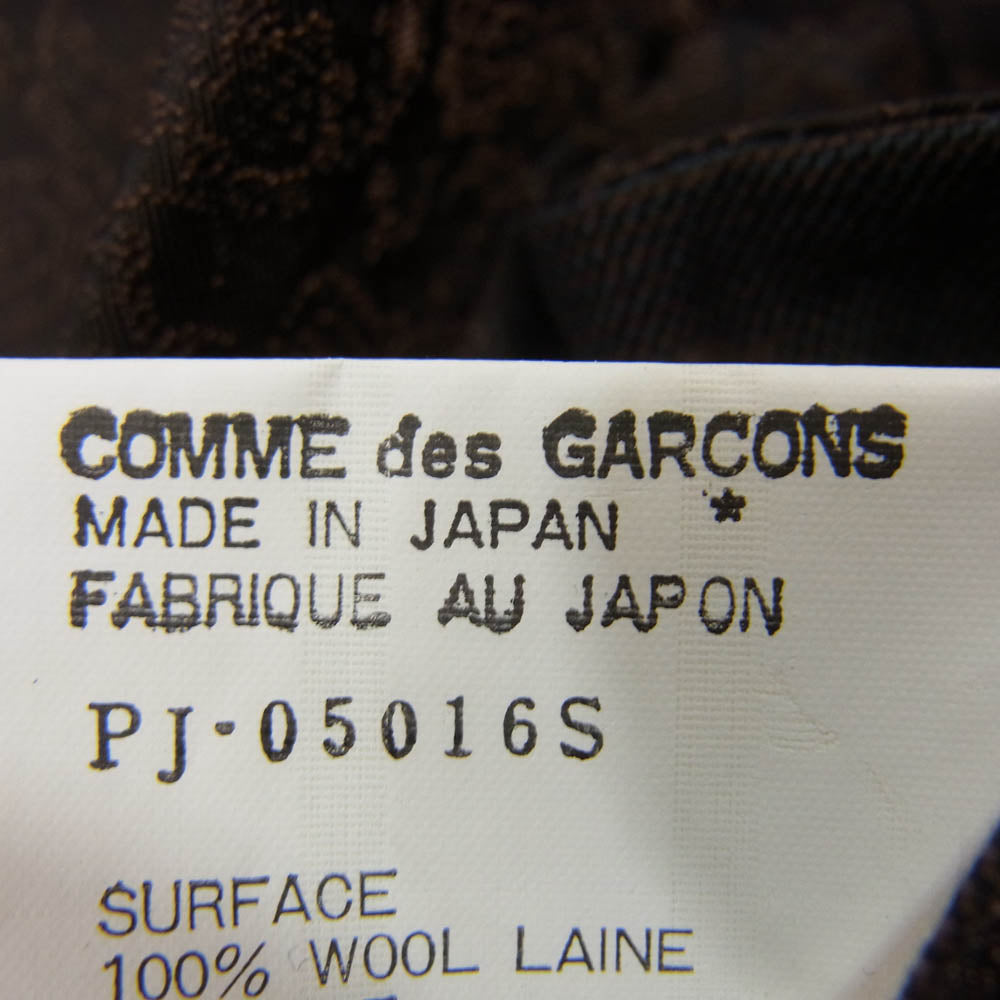 COMME des GARCONS
MADE IN JAPAN *
FABRIQUE AU JAPON
PJ-05016S
SURFACE
100% WOOL LAINE